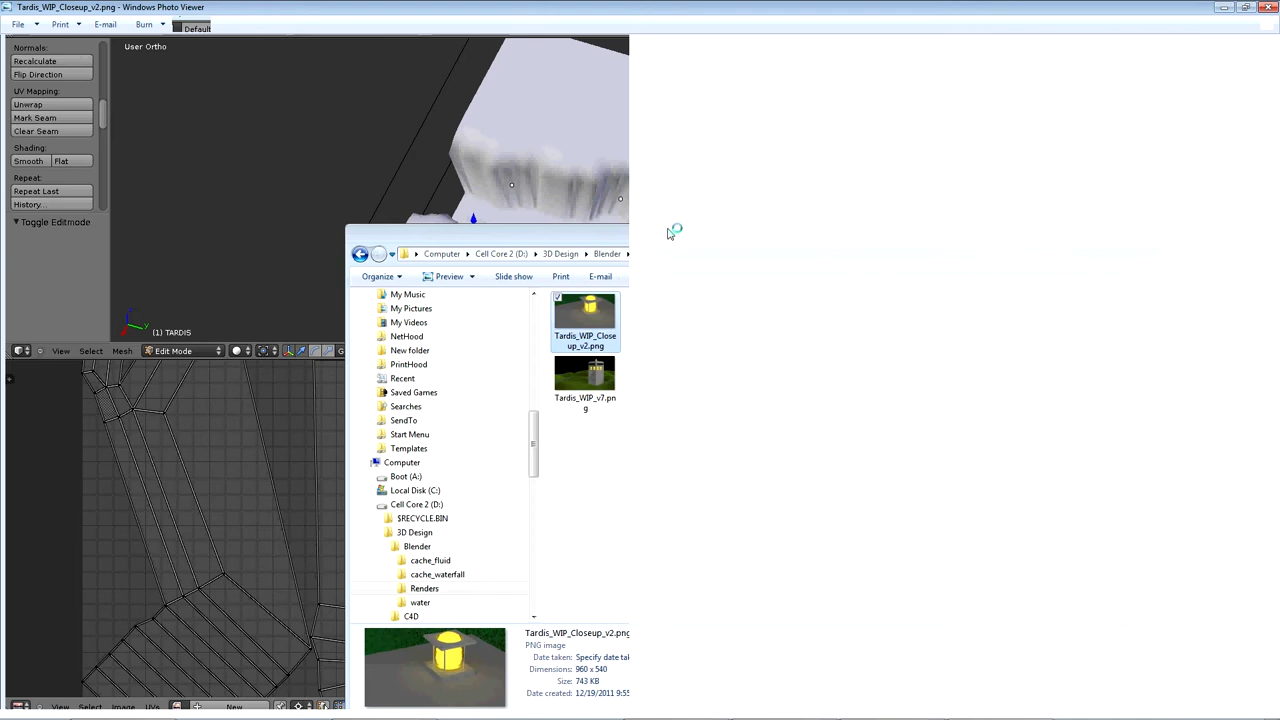 Tardis_WIP_Closeup_v2.png - Windows Photo Viewer
File Print E-mail Burn
Default
Normals:
Recalculate
Flip Direction
UV Mapping:
Unwrap
Mark Seam
Clear Seam
Shading:
Smooth Flat
Repeat:
Repeat Last
History...
Toggle Editmode
User Ortho
z
y
(1) TARDIS
View Select Mesh Edit Mode G
Computer Cell Core 2 (D:) 3D Design Blender
Organize Preview Slide show Print E-mail
My Music
My Pictures
My Videos
NetHood
New folder
PrintHood
Recent
Saved Games
Searches
SendTo
Start Menu
Templates
Computer
Boot (A:)
Local Disk (C:)
Cell Core 2 (D:)
$RECYCLE.BIN
3D Design
Blender
cache_fluid
cache_waterfall
Renders
water
C4D
Tardis_WIP_Close
up_v2.png
Tardis_WIP_v7.pn
g
Tardis_WIP_Closeup_v2.png
PNG image
Date taken: Specify date tak
Dimensions: 960 x 540
Size: 743 KB
Date created: 12/19/2011 9:55
View Select Image UVs New